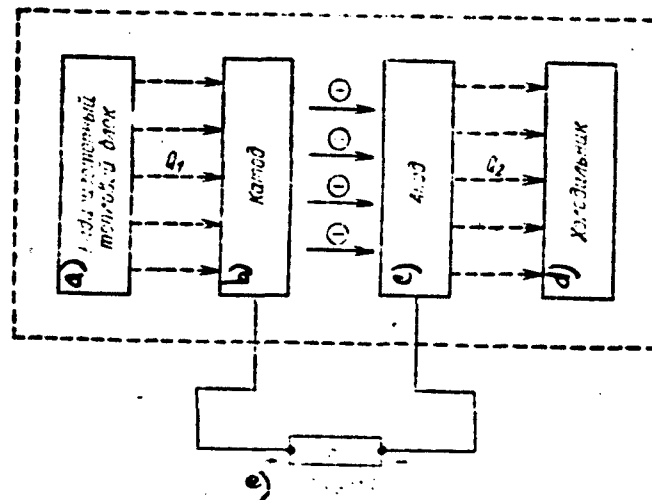 a)
тепловой блок
Q₁
b)
Катод
c)
Анод
Q₂
d)
Холодильник
+
-
e)